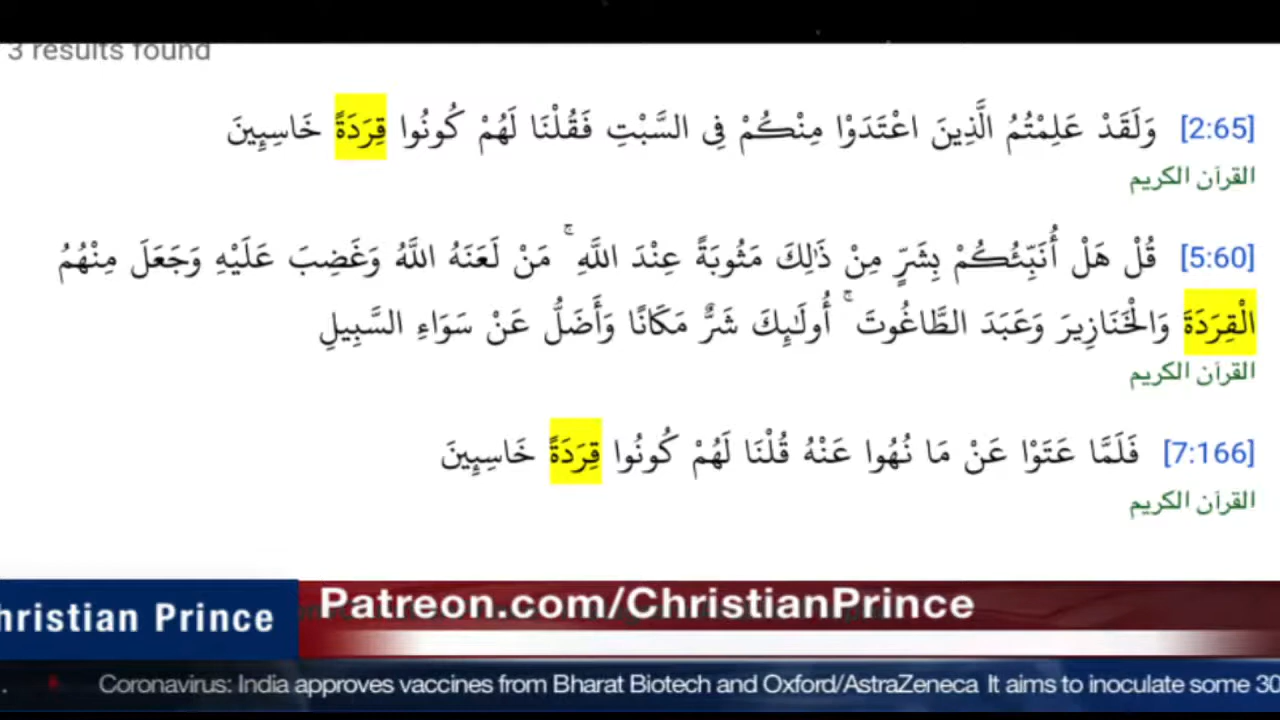 3 results found
[2:65] وَلَقَدْ عَلِمْتُمُ الَّذِينَ اعْتَدَوْا مِنْكُمْ فِى السَّبْتِ فَقُلْنَا لَهُمْ كُونُوا قِرَدَةً خَاسِـِٔينَ
القرآن الكريم
[5:60] قُلْ هَلْ أُنَبِّئُكُمْ بِشَرٍّ مِنْ ذَٰلِكَ مَثُوبَةً عِنْدَ اللَّهِ ۚ مَنْ لَعَنَهُ اللَّهُ وَغَضِبَ عَلَيْهِ وَجَعَلَ مِنْهُمُ
الْقِرَدَةَ وَالْخَنَازِيرَ وَعَبَدَ الطَّاغُوتَ ۚ أُولَـٰئِكَ شَرٌّ مَكَانًا وَأَضَلُّ عَنْ سَوَاءِ السَّبِيلِ
القرآن الكريم
[7:166] فَلَمَّا عَتَوْا عَنْ مَا نُهُوا عَنْهُ قُلْنَا لَهُمْ كُونُوا قِرَدَةً خَاسِـِٔينَ
القرآن الكريم
hristian Prince
Patreon.com/ChristianPrince
Coronavirus: India approves vaccines from Bharat Biotech and Oxford/AstraZeneca It aims to inoculate some 30